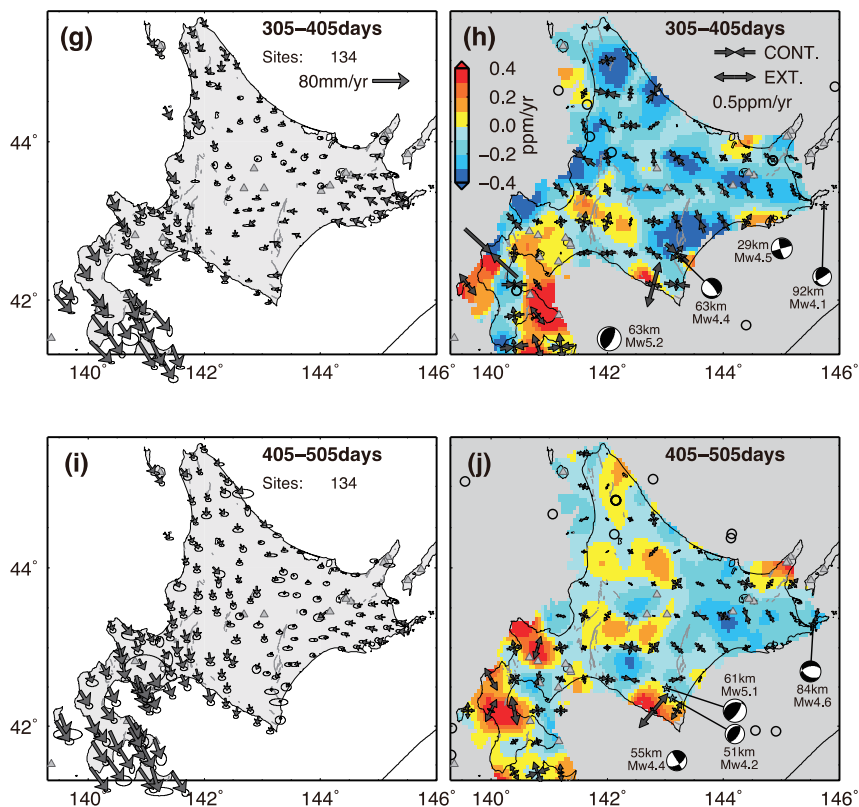 (g)
305–405days
Sites: 134
80mm/yr
44°
42°
140°
142°
144°
146°
(h)
305–405days
0.4
0.2
0.0
−0.2
−0.4
ppm/yr
CONT.
EXT.
0.5ppm/yr
29km
Mw4.5
92km
Mw4.1
63km
Mw4.4
63km
Mw5.2
140°
142°
144°
146°
(i)
405–505days
Sites: 134
44°
42°
140°
142°
144°
146°
(j)
405–505days
61km
Mw5.1
84km
Mw4.6
51km
Mw4.2
55km
Mw4.4
140°
142°
144°
146°